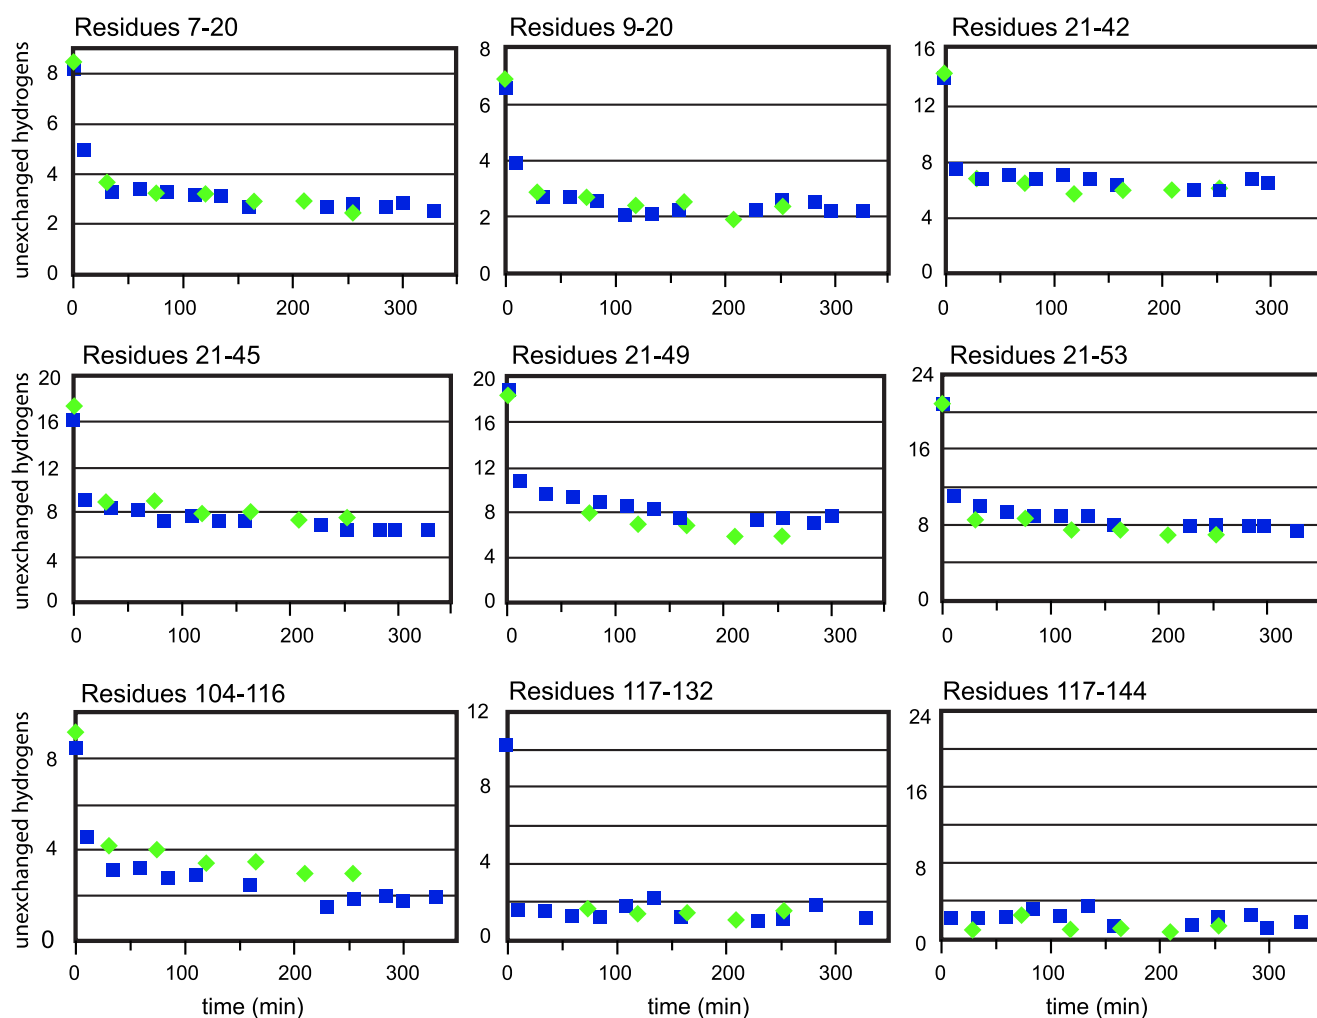 Residues 7-20
Residues 9-20
Residues 21-42
unexchanged hydrogens
8
6
4
2
0
0 100 200 300
8
6
4
2
0
0 100 200 300
16
12
8
4
0
0 100 200 300
Residues 21-45
Residues 21-49
Residues 21-53
unexchanged hydrogens
20
16
12
8
4
0
0 100 200 300
20
16
12
8
4
0
0 100 200 300
24
16
8
0
0 100 200 300
Residues 104-116
Residues 117-132
Residues 117-144
unexchanged hydrogens
8
4
0
0 100 200 300
time (min)
12
8
4
0
0 100 200 300
time (min)
24
16
8
0
0 100 200 300
time (min)